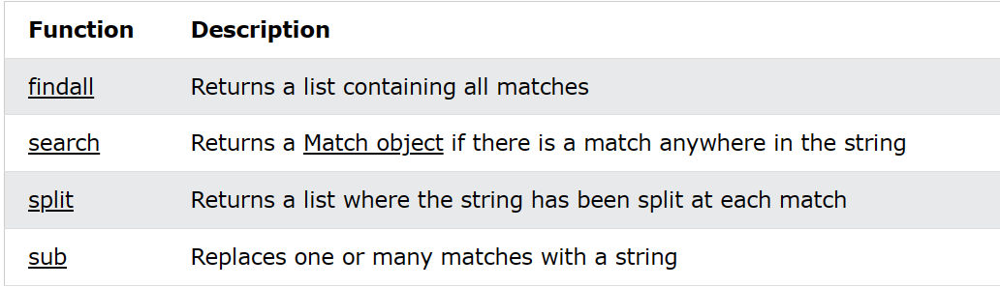 Function Description
findall Returns a list containing all matches
search Returns a Match object if there is a match anywhere in the string
split Returns a list where the string has been split at each match
sub Replaces one or many matches with a string